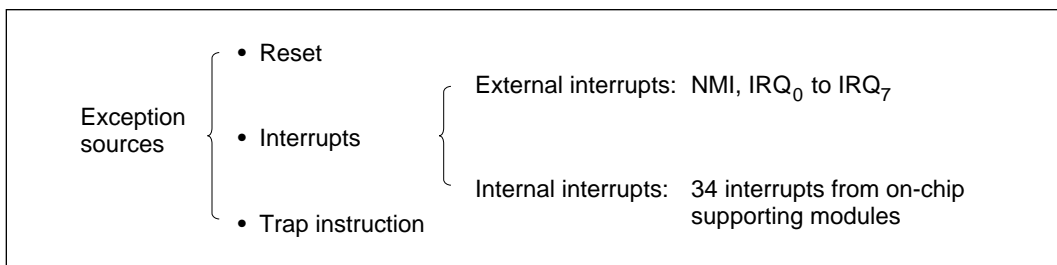 • Reset
External interrupts: NMI, IRQ0 to IRQ7
Exception
sources
• Interrupts
Internal interrupts: 34 interrupts from on-chip
supporting modules
• Trap instruction